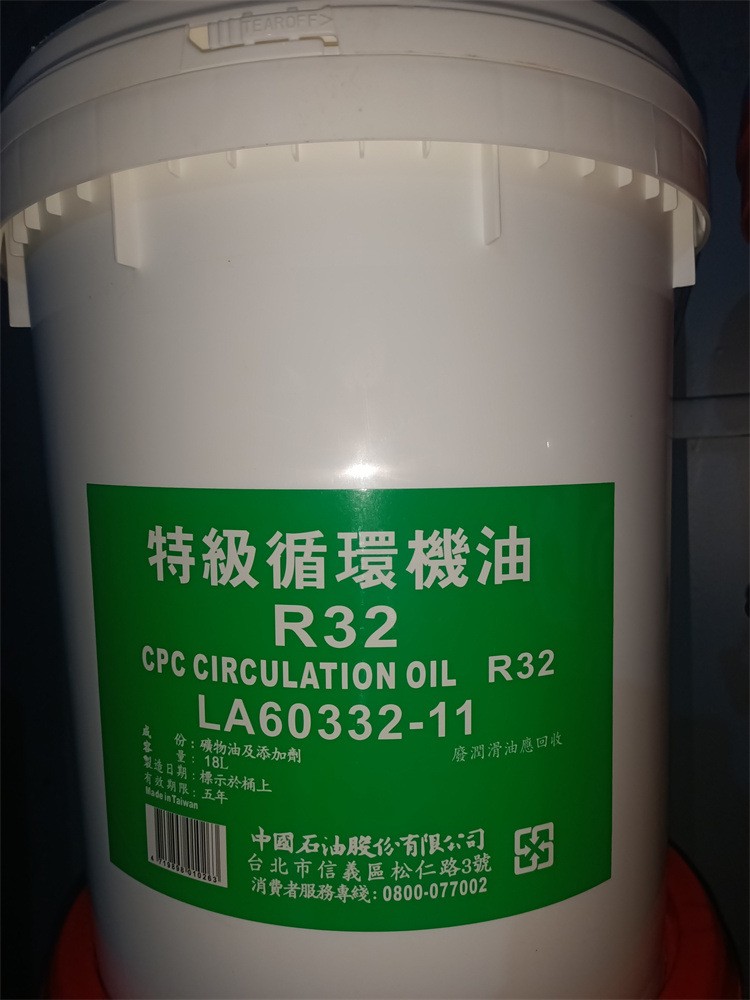 TEAROFF>
特級循環機油
R32
CPC CIRCULATION OIL R32
LA60332-11
成份：礦物油及添加劑
容量：18L
製造日期：標示於桶上
有效期限：五年
Made in Taiwan
廢潤滑油應回收
中國石油股份有限公司
台北市信義區松仁路3號
消費者服務專綫：0800-077002